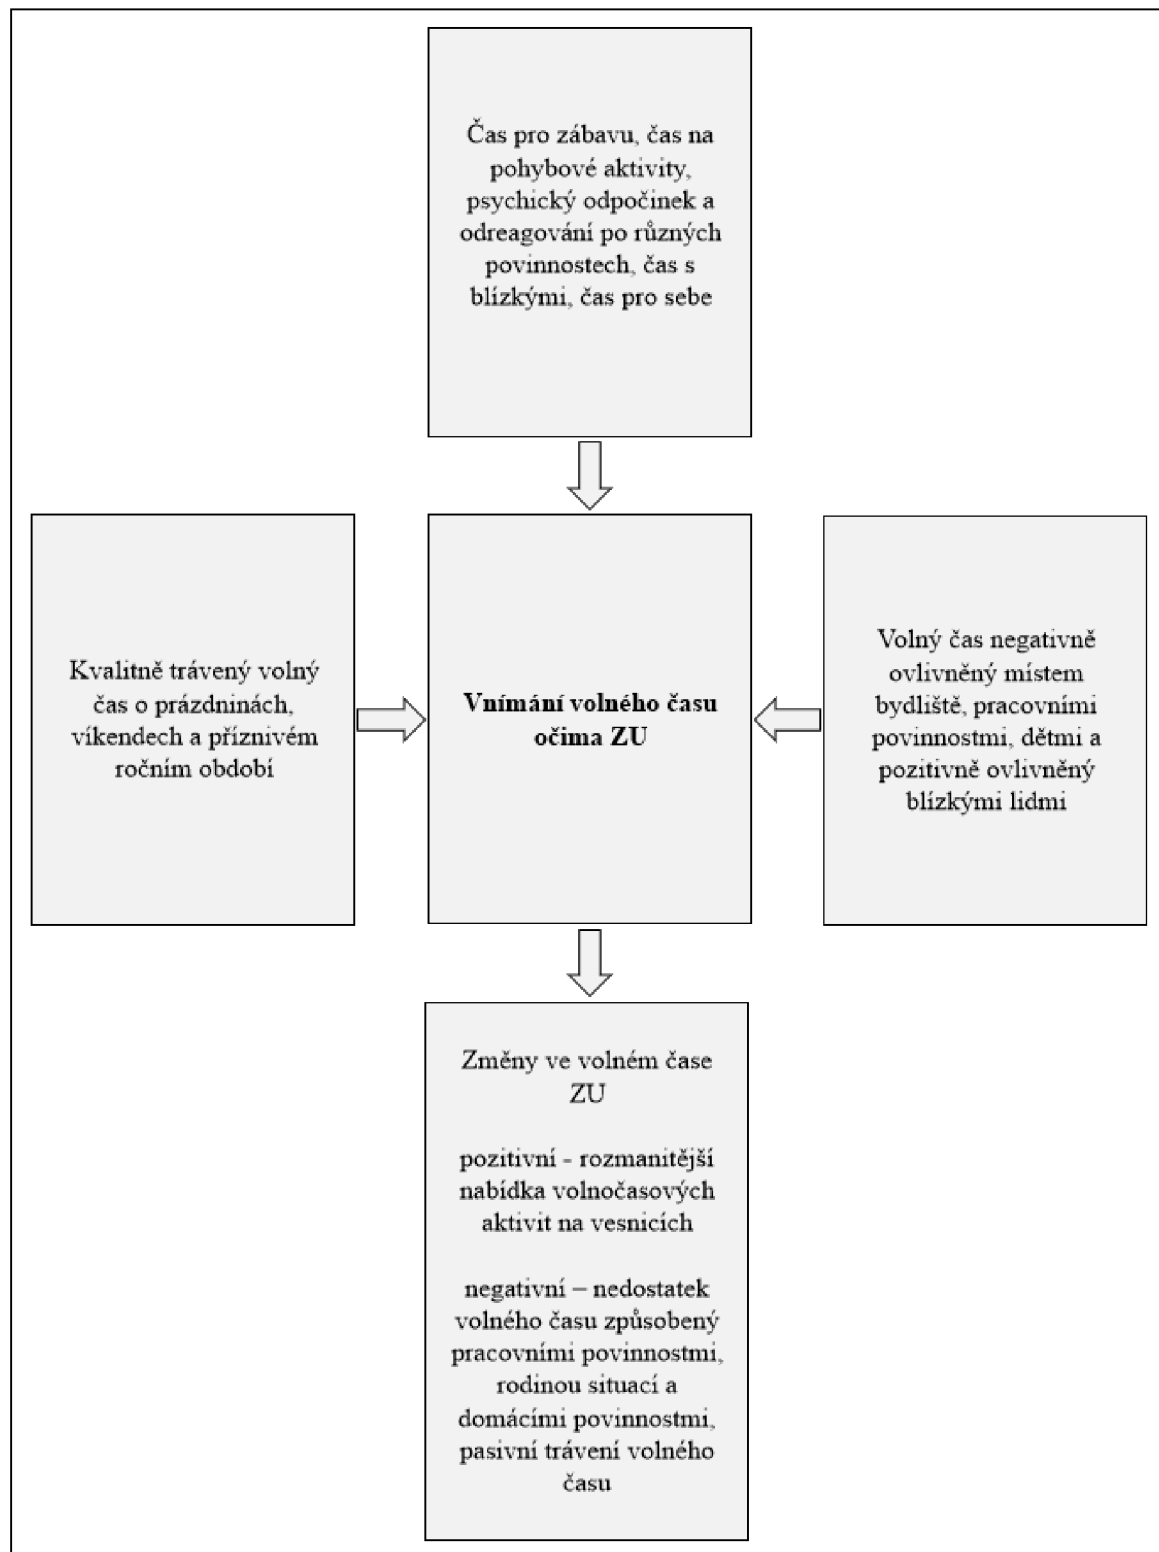 Čas pro zábavu, čas na
pohybové aktivity,
psychický odpočinek a
odreagování po různých
povinnostech, čas s
blízkými, čas pro sebe
Kvalitně trávený volný
čas o prázdninách,
víkendech a příznivém
ročním období
Vnímání volného času
očima ZU
Volný čas negativně
ovlivněný místem
bydliště, pracovními
povinnostmi, dětmi a
pozitivně ovlivněný
blízkými lidmi
Změny ve volném čase
ZU
pozitivní - rozmanitější
nabídka volnočasových
aktivit na vesnicích
negativní – nedostatek
volného času způsobený
pracovními povinnostmi,
rodinou situací a
domácími povinnostmi,
pasivní trávení volného
času